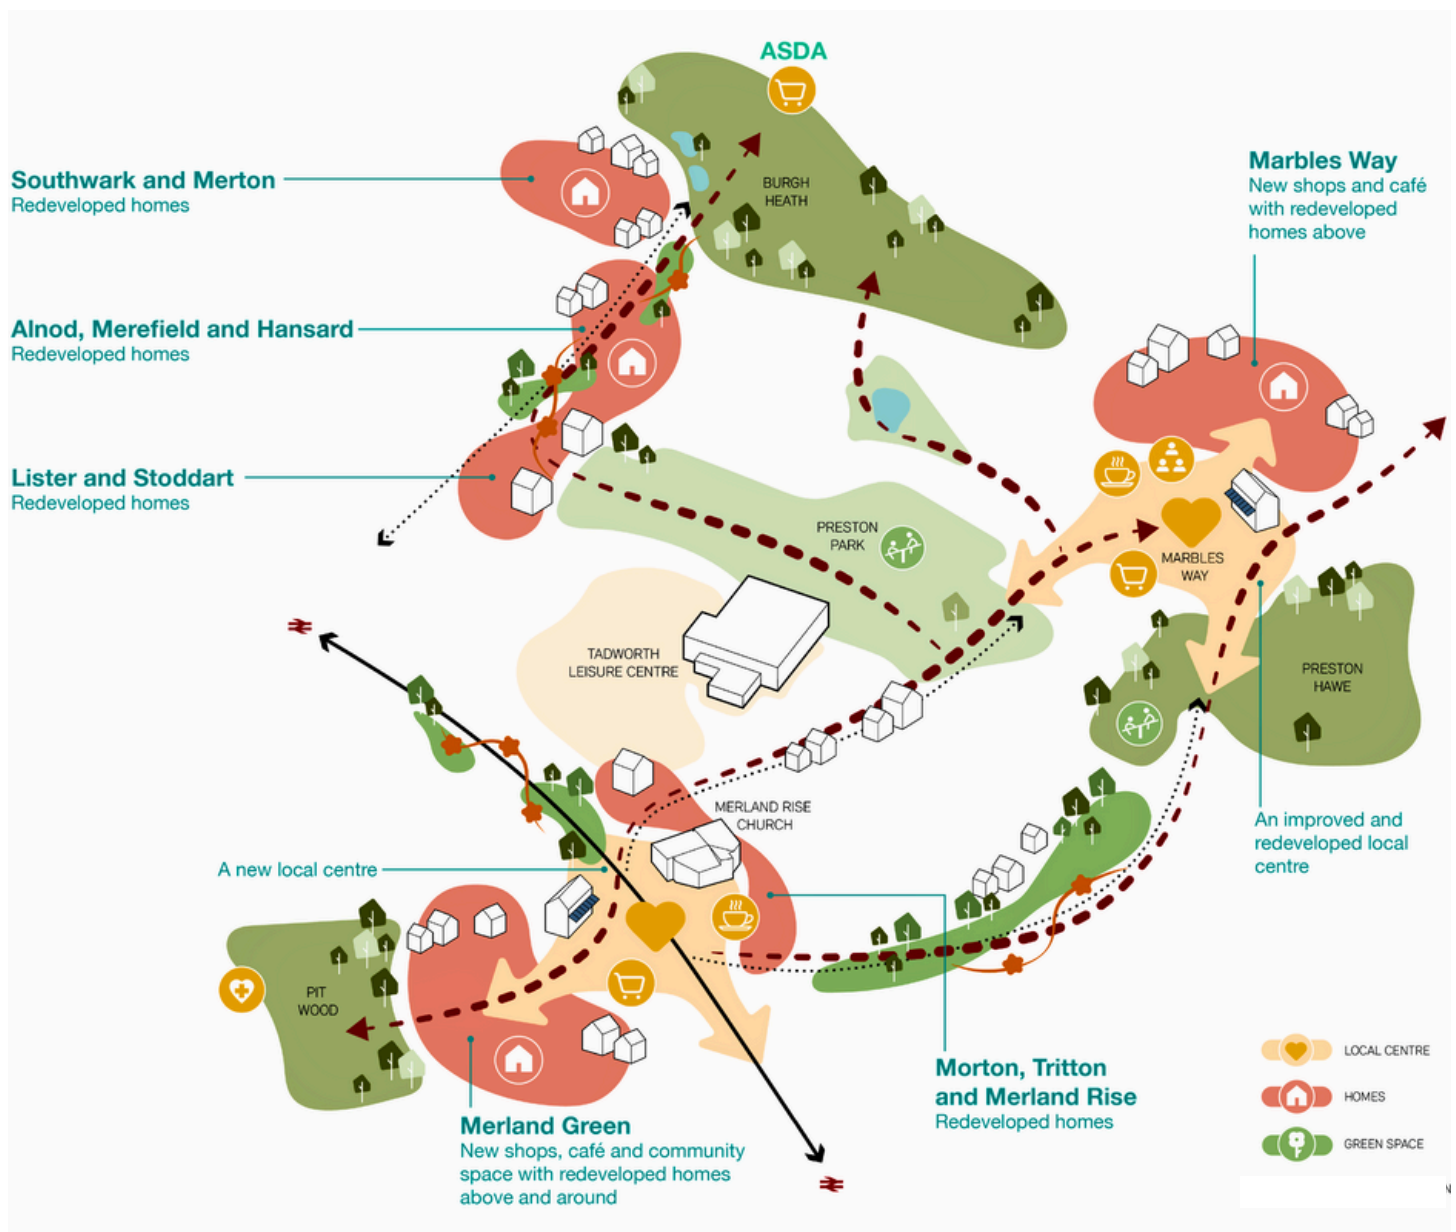 ASDA
Southwark and Merton
Redeveloped homes
BURGH
HEATH
Marbles Way
New shops and café
with redeveloped
homes above
Alnod, Merefield and Hansard
Redeveloped homes
Lister and Stoddart
Redeveloped homes
PRESTON
PARK
MARBLES
WAY
TADWORTH
LEISURE CENTRE
PRESTON
HAWE
MERLAND RISE
CHURCH
An improved and
redeveloped local
centre
A new local centre
PIT
WOOD
Morton, Tritton
and Merland Rise
Redeveloped homes
Merland Green
New shops, café and community
space with redeveloped homes
above and around
LOCAL CENTRE
HOMES
GREEN SPACE